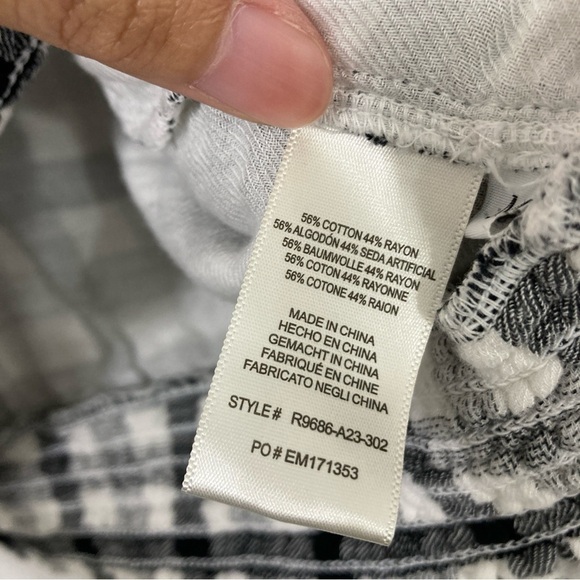 56% COTTON 44% RAYON
56% ALGODÓN 44% SEDA ARTIFICIAL
56% BAUMWOLLE 44% RAYON
56% COTON 44% RAYONNE
56% COTONE 44% RAION
MADE IN CHINA
HECHO EN CHINA
GEMACHT IN CHINA
FABRIQUÉ EN CHINE
FABRICATO NEGLI CHINA
STYLE# R9686-A23-302
PO# EM171353